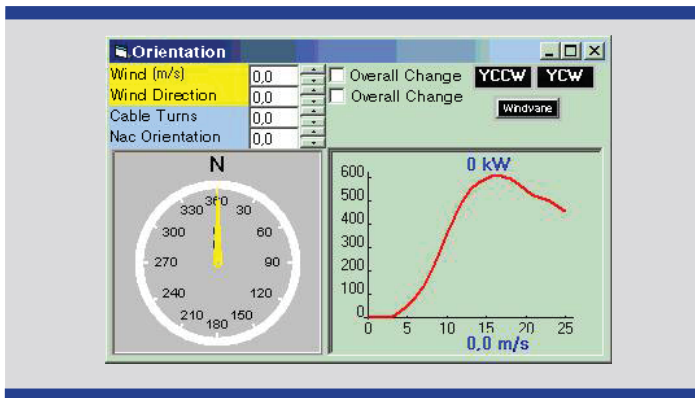 Orientation
Wind (m/s) 0,0 Overall Change YCCW YCW
Wind Direction 0,0 Overall Change
Windvane
Cable Turns 0,0
Nac Orientation 0,0
N
360
330 30
300 60
270 90
240 120
210 150
180
0 kW
600
500
400
300
200
100
0
0 5 10 15 20 25
0,0 m/s